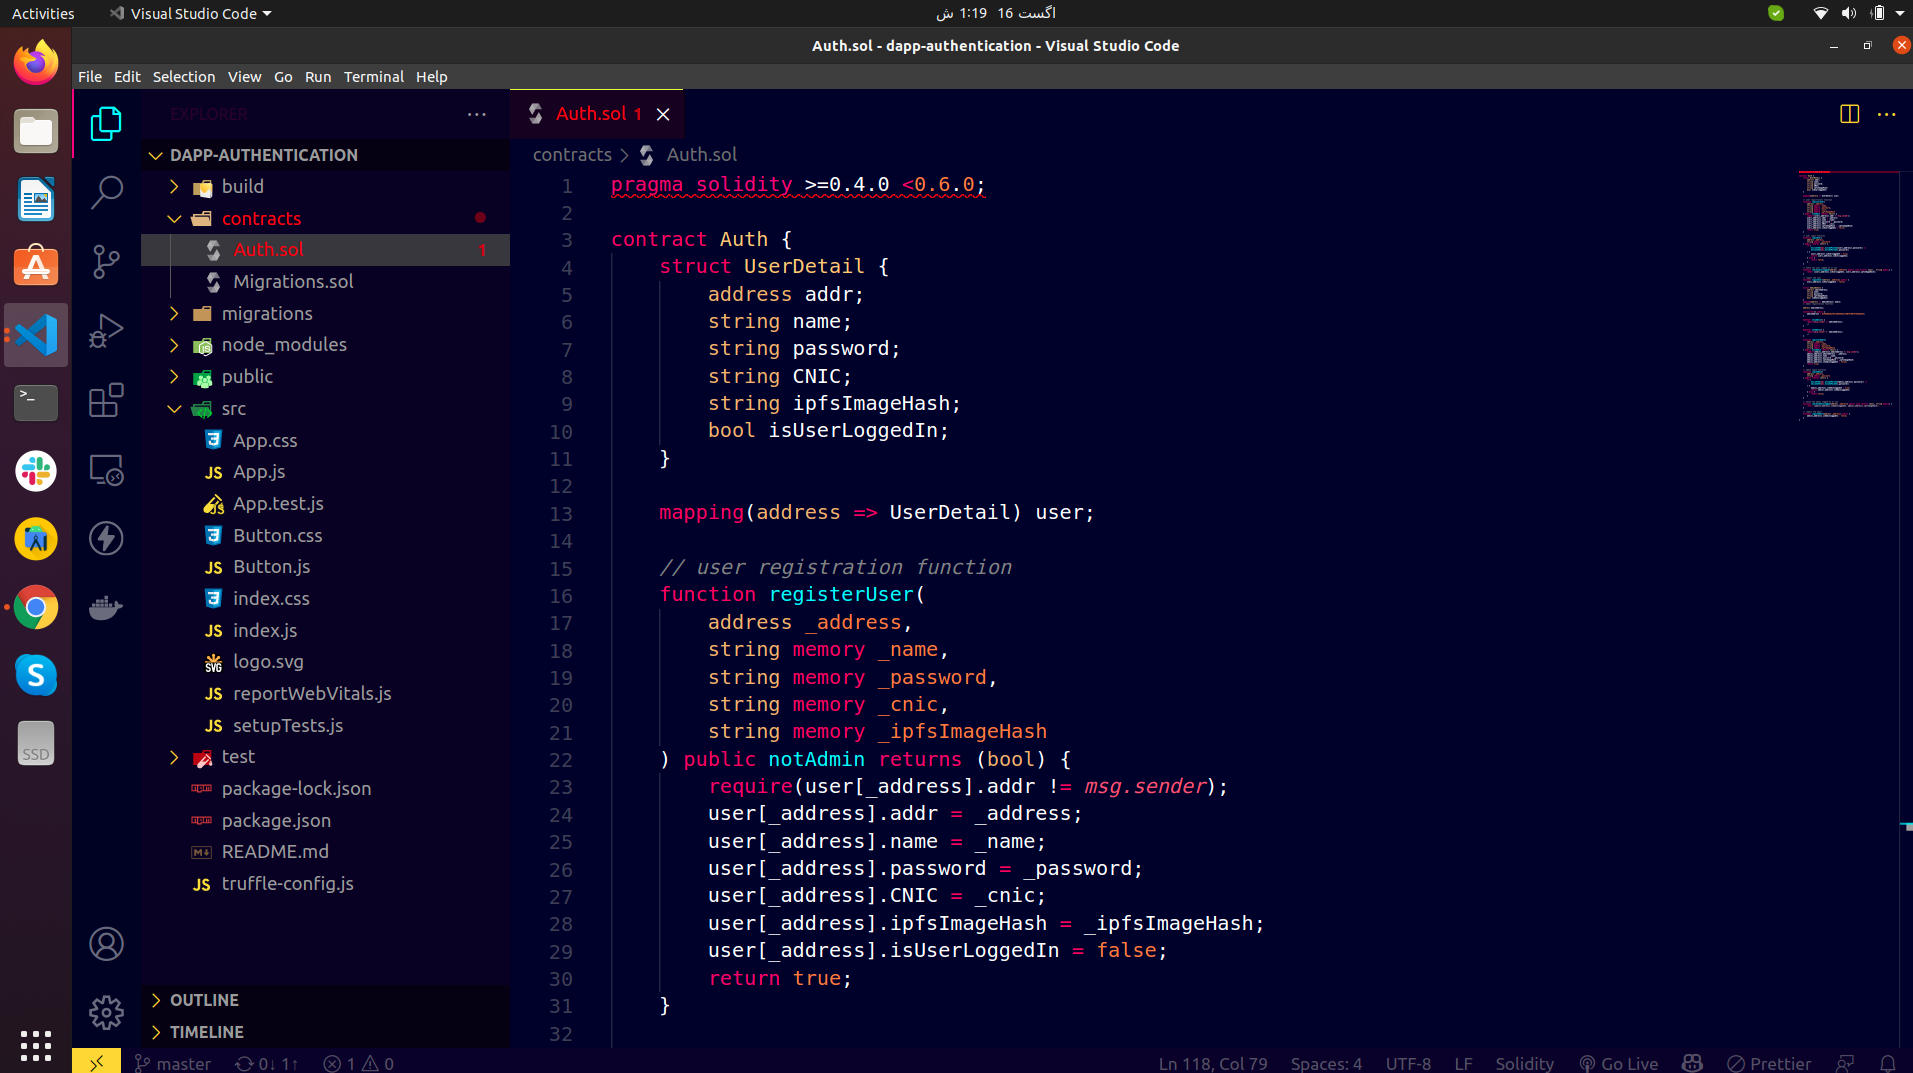 Activities
Visual Studio Code
اگست 16  1:19 ش
Auth.sol - dapp-authentication - Visual Studio Code
File Edit Selection View Go Run Terminal Help
EXPLORER
DAPP-AUTHENTICATION
build
contracts
Auth.sol 1
Migrations.sol
migrations
node_modules
public
src
App.css
JS App.js
App.test.js
Button.css
JS Button.js
index.css
JS index.js
SVG logo.svg
JS reportWebVitals.js
JS setupTests.js
test
package-lock.json
package.json
README.md
JS truffle-config.js
OUTLINE
TIMELINE
SSD
Auth.sol 1
contracts > Auth.sol
1 pragma solidity >=0.4.0 <0.6.0;
2
3 contract Auth {
4 struct UserDetail {
5 address addr;
6 string name;
7 string password;
8 string CNIC;
9 string ipfsImageHash;
10 bool isUserLoggedIn;
11 }
12
13 mapping(address => UserDetail) user;
14
15 // user registration function
16 function registerUser(
17 address _address,
18 string memory _name,
19 string memory _password,
20 string memory _cnic,
21 string memory _ipfsImageHash
22 ) public notAdmin returns (bool) {
23 require(user[_address].addr != msg.sender);
24 user[_address].addr = _address;
25 user[_address].name = _name;
26 user[_address].password = _password;
27 user[_address].CNIC = _cnic;
28 user[_address].ipfsImageHash = _ipfsImageHash;
29 user[_address].isUserLoggedIn = false;
30 return true;
31 }
32
master 0↓ 1↑ 1 0
Ln 118, Col 79 Spaces: 4 UTF-8 LF Solidity Go Live Prettier